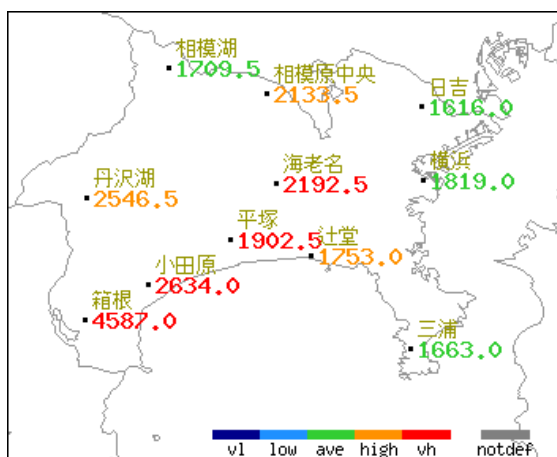 相模湖
1709.5
相模原中央
2133.5
日吉
1616.0
海老名
2192.5
横浜
1819.0
丹沢湖
2546.5
平塚
1902.5
辻堂
1753.0
小田原
2634.0
箱根
4587.0
三浦
1663.0
vl low ave high vh notdef